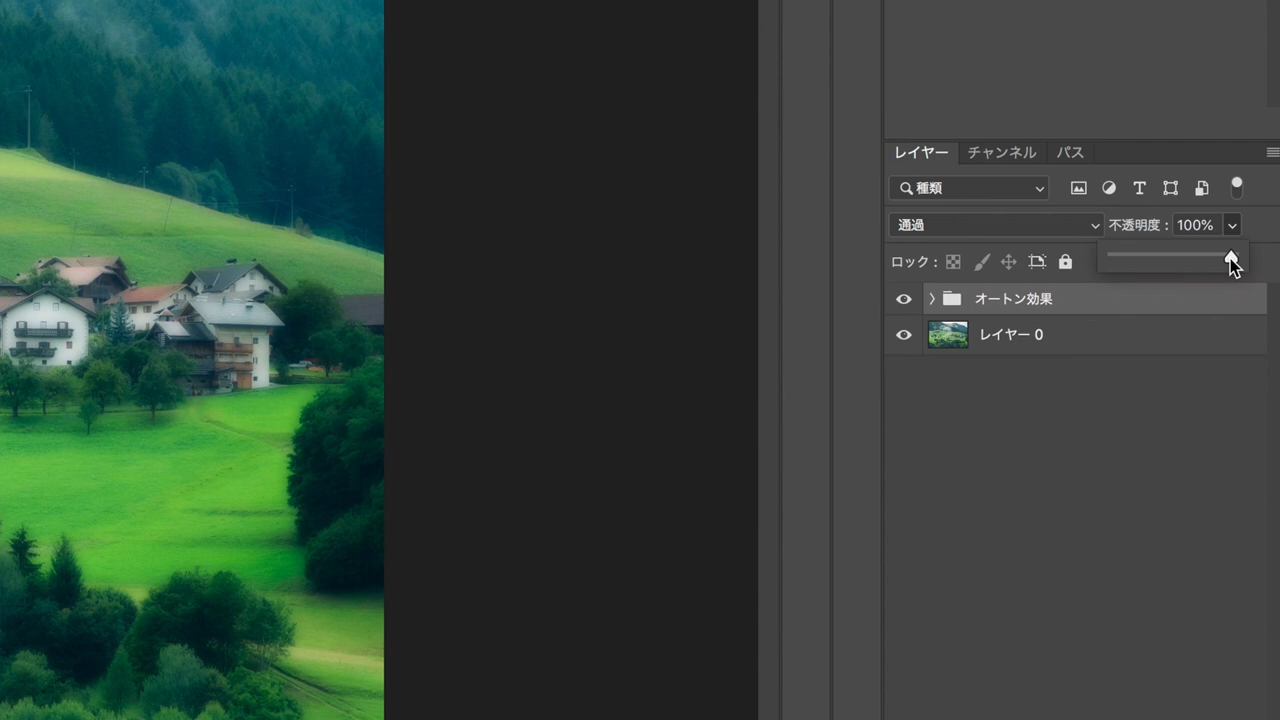 レイヤー チャンネル パス
種類
通過 不透明度 : 100%
ロック :
オートン効果
レイヤー 0